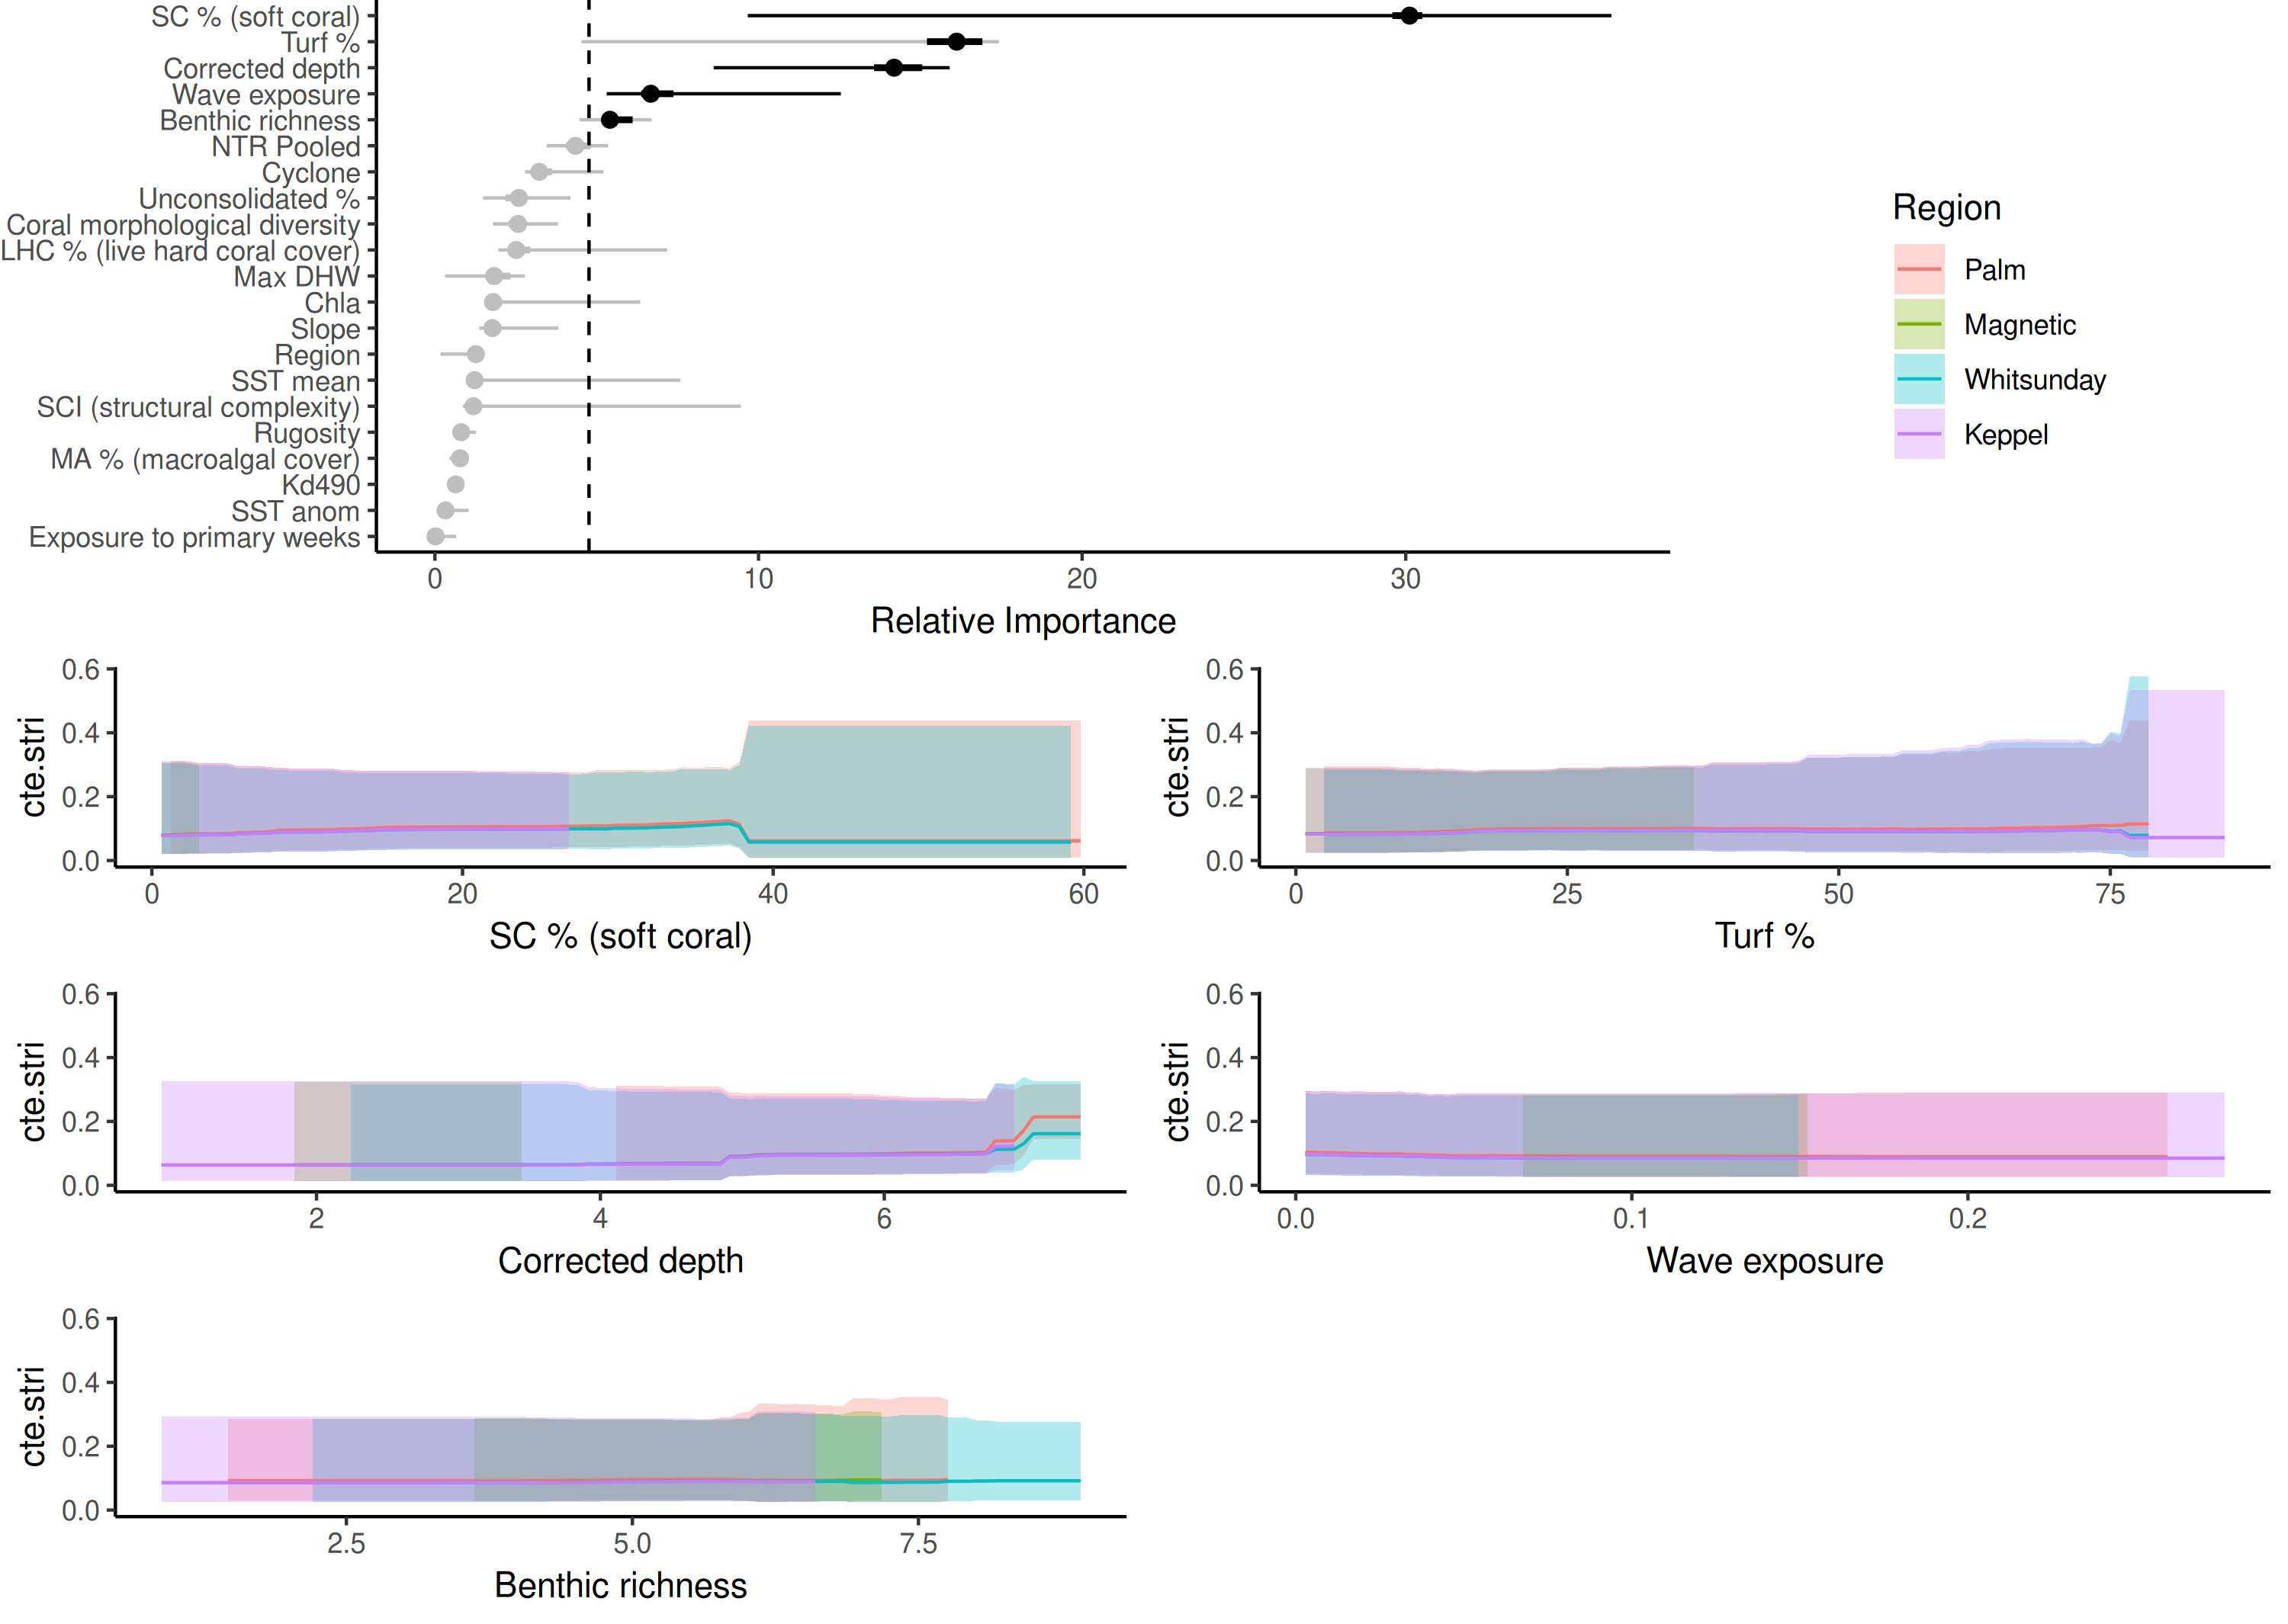 SC % (soft coral)
Turf %
Corrected depth
Wave exposure
Benthic richness
NTR Pooled
Cyclone
Unconsolidated %
Coral morphological diversity
LHC % (live hard coral cover)
Max DHW
Chla
Slope
Region
SST mean
SCI (structural complexity)
Rugosity
MA % (macroalgal cover)
Kd490
SST anom
Exposure to primary weeks
0 10 20 30
Relative Importance
Region
Palm
Magnetic
Whitsunday
Keppel
cte.stri
0.6
0.4
0.2
0.0
0 20 40 60
SC % (soft coral)
cte.stri
0.6
0.4
0.2
0.0
0 25 50 75
Turf %
cte.stri
0.6
0.4
0.2
0.0
2 4 6
Corrected depth
cte.stri
0.6
0.4
0.2
0.0
0.0 0.1 0.2
Wave exposure
cte.stri
0.6
0.4
0.2
0.0
2.5 5.0 7.5
Benthic richness